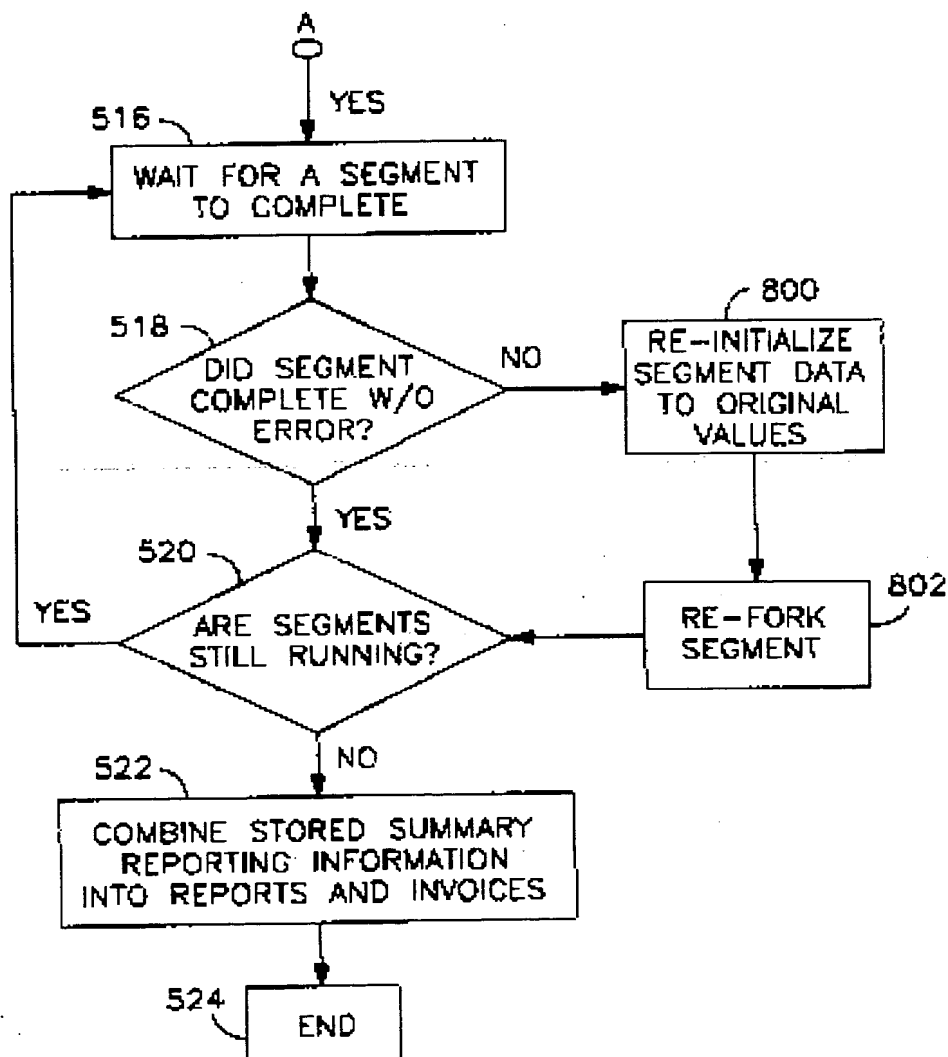 A
YES
516
WAIT FOR A SEGMENT
TO COMPLETE
518
DID SEGMENT
COMPLETE W/O
ERROR?
NO
800
RE-INITIALIZE
SEGMENT DATA
TO ORIGINAL
VALUES
YES
520
YES
ARE SEGMENTS
STILL RUNNING?
802
RE-FORK
SEGMENT
NO
522
COMBINE STORED SUMMARY
REPORTING INFORMATION
INTO REPORTS AND INVOICES
524
END